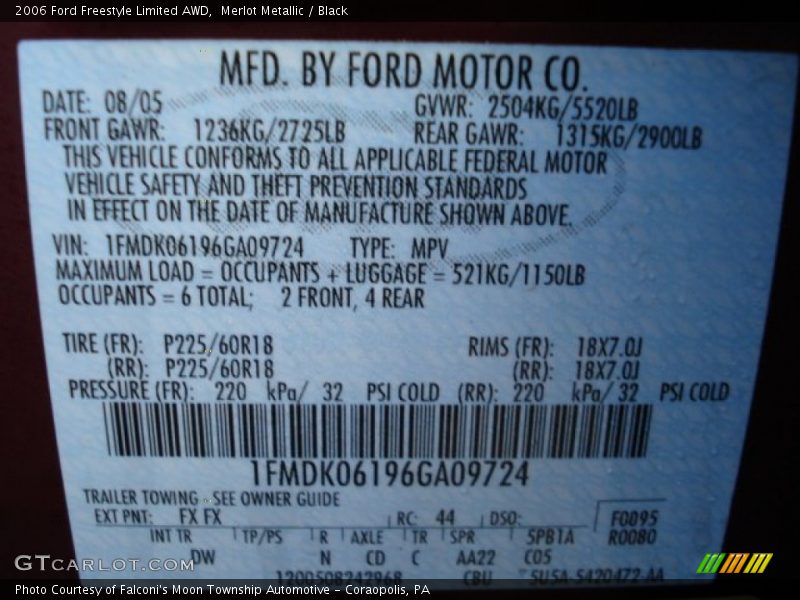 2006 Ford Freestyle Limited AWD,  Merlot Metallic / Black
MFD. BY FORD MOTOR CO.
DATE: 08/05 GVWR: 2504KG/5520LB
FRONT GAWR: 1236KG/2725LB REAR GAWR: 1315KG/2900LB
THIS VEHICLE CONFORMS TO ALL APPLICABLE FEDERAL MOTOR
VEHICLE SAFETY AND THEFT PREVENTION STANDARDS
IN EFFECT ON THE DATE OF MANUFACTURE SHOWN ABOVE.
VIN: 1FMDK06196GA09724 TYPE: MPV
MAXIMUM LOAD = OCCUPANTS + LUGGAGE = 521KG/1150LB
OCCUPANTS = 6 TOTAL; 2 FRONT, 4 REAR
TIRE (FR): P225/60R18 RIMS (FR): 18X7.0J
(RR): P225/60R18 (RR): 18X7.0J
PRESSURE (FR): 220 kPa/ 32 PSI COLD (RR): 220 kPa/ 32 PSI COLD
1FMDK06196GA09724
TRAILER TOWING - SEE OWNER GUIDE
EXT PNT: FX FX RC: 44 DSO: F0095
INT TR TP/PS R AXLE TR SPR 5PB1A R0080
DW N CD C AA22 C05
CBU
GTCARLOT.COM
Photo Courtesy of Falconi's Moon Township Automotive - Coraopolis, PA